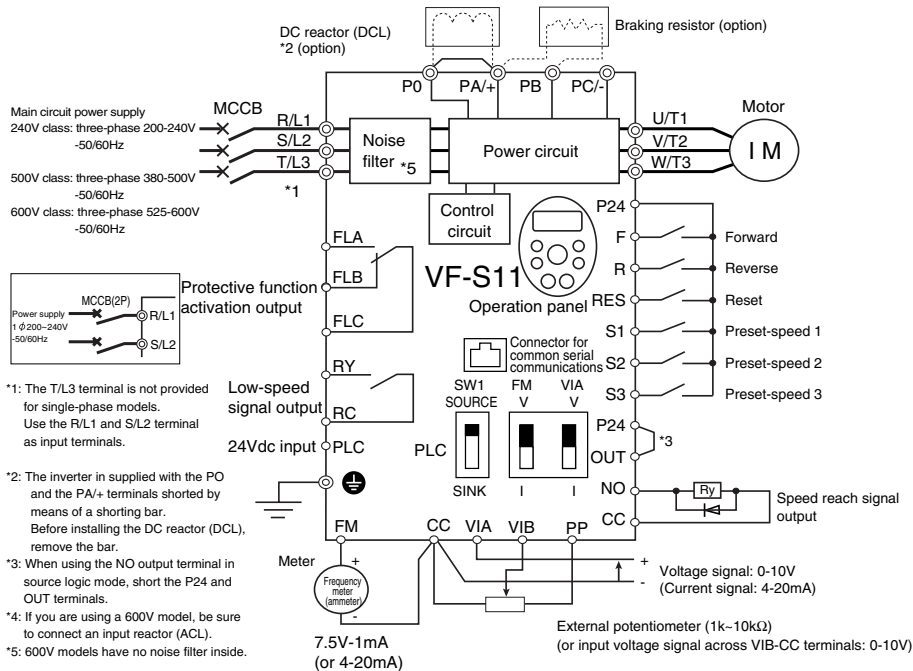 DC reactor (DCL)
*2 (option)
Braking resistor (option)
P0
PA/+
PB
PC/-
Main circuit power supply
240V class: three-phase 200-240V
-50/60Hz
500V class: three-phase 380-500V
-50/60Hz
600V class: three-phase 525-600V
-50/60Hz
MCCB
R/L1
S/L2
T/L3
*1
Noise
filter *5
Power circuit
Control
circuit
U/T1
V/T2
W/T3
Motor
I M
FLA
FLB
FLC
Protective function
activation output
VF-S11
Operation panel
P24
F
Forward
R
Reverse
RES
Reset
S1
Preset-speed 1
S2
Preset-speed 2
S3
Preset-speed 3
P24
*3
OUT
NO
CC
Ry
Speed reach signal
output
MCCB(2P)
Power supply
1ϕ200~240V
-50/60Hz
R/L1
S/L2
Connector for
common serial
communications
RY
RC
Low-speed
signal output
24Vdc input
PLC
SW1
SOURCE
PLC
SINK
FM
V
I
VIA
V
I
FM
CC
VIA
VIB
PP
Meter
+
Frequency
meter
(ammeter)
-
7.5V-1mA
(or 4-20mA)
+
-
Voltage signal: 0-10V
(Current signal: 4-20mA)
External potentiometer (1k~10kΩ)
(or input voltage signal across VIB-CC terminals: 0-10V)
*1: The T/L3 terminal is not provided
for single-phase models.
Use the R/L1 and S/L2 terminal
as input terminals.
*2: The inverter in supplied with the PO
and the PA/+ terminals shorted by
means of a shorting bar.
Before installing the DC reactor (DCL),
remove the bar.
*3: When using the NO output terminal in
source logic mode, short the P24 and
OUT terminals.
*4: If you are using a 600V model, be sure
to connect an input reactor (ACL).
*5: 600V models have no noise filter inside.